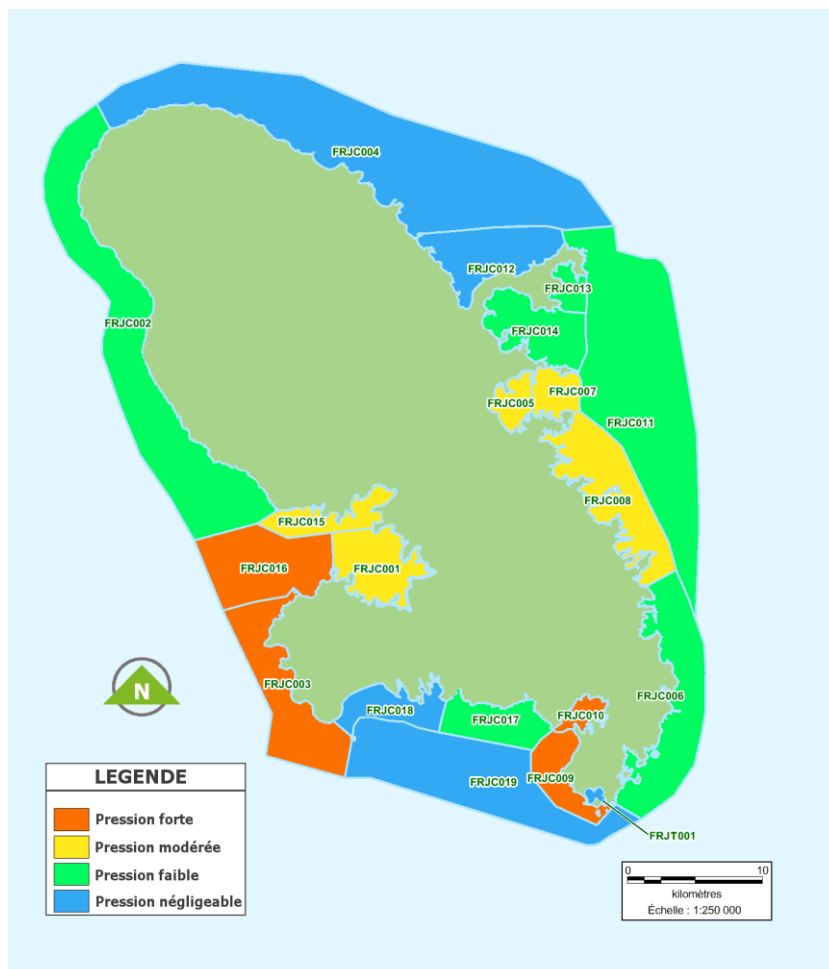 FRJC004
FRJC012
FRJC013
FRJC002
FRJC014
FRJC007
FRJC005
FRJC011
FRJC008
FRJC015
FRJC016
FRJC001
FRJC003
N
FRJC006
FRJC018
FRJC010
FRJC017
FRJC009
FRJC019
FRJT001
LEGENDE
Pression forte
Pression modérée
Pression faible
Pression négligeable
0 10
kilomètres
Échelle : 1:250 000